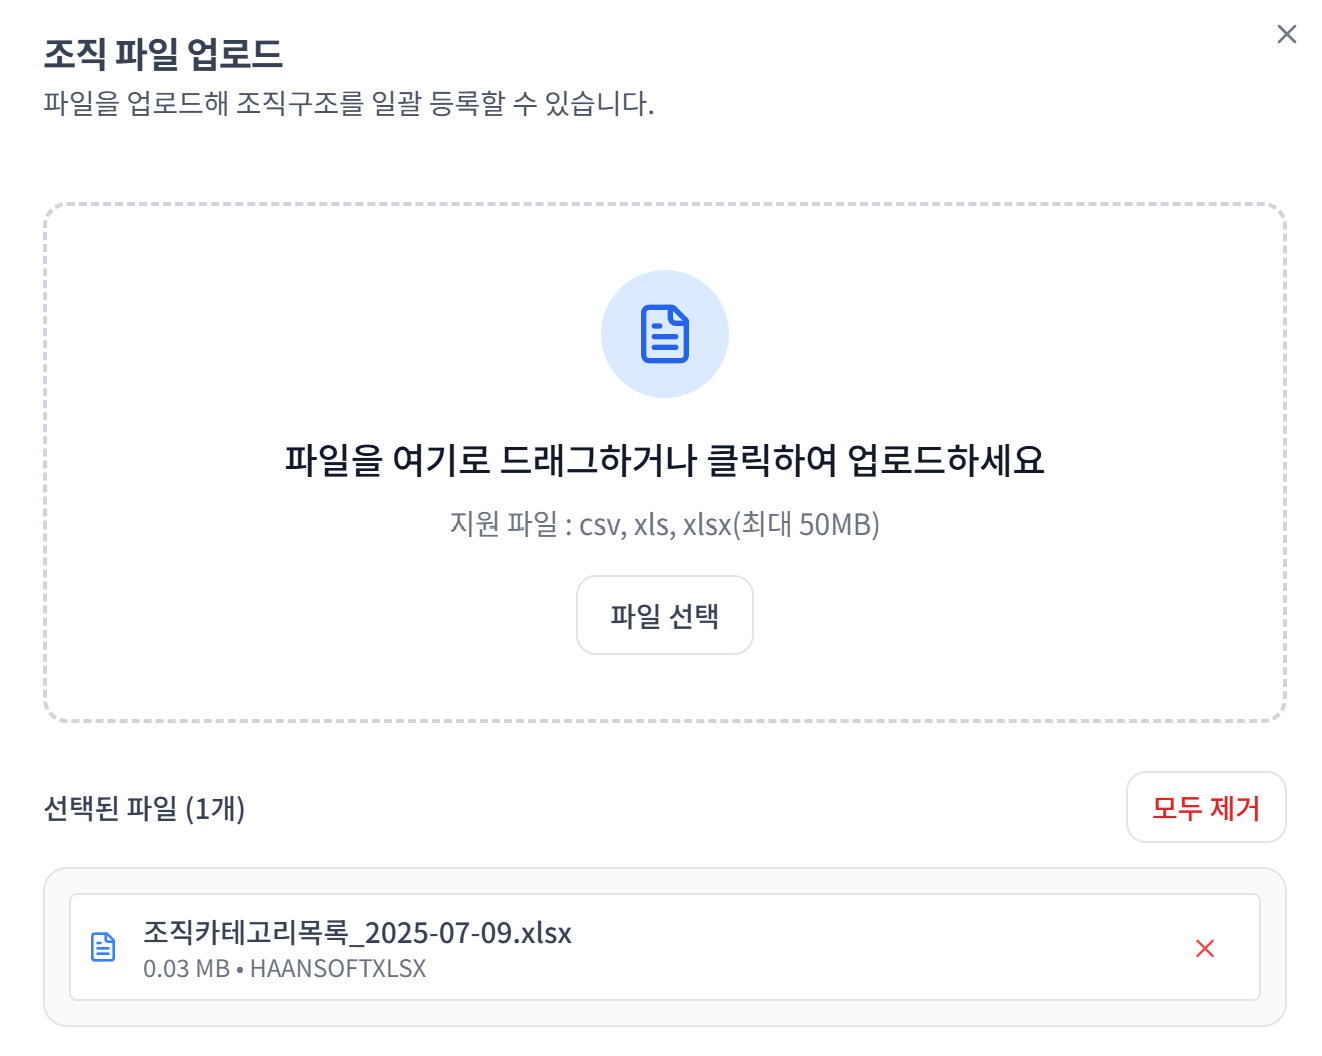 조직 파일 업로드
파일을 업로드해 조직구조를 일괄 등록할 수 있습니다.
파일을 여기로 드래그하거나 클릭하여 업로드하세요
지원 파일 : csv, xls, xlsx(최대 50MB)
파일 선택
선택된 파일 (1개)
모두 제거
조직카테고리목록_2025-07-09.xlsx
0.03 MB • HAANSOFTXLSX